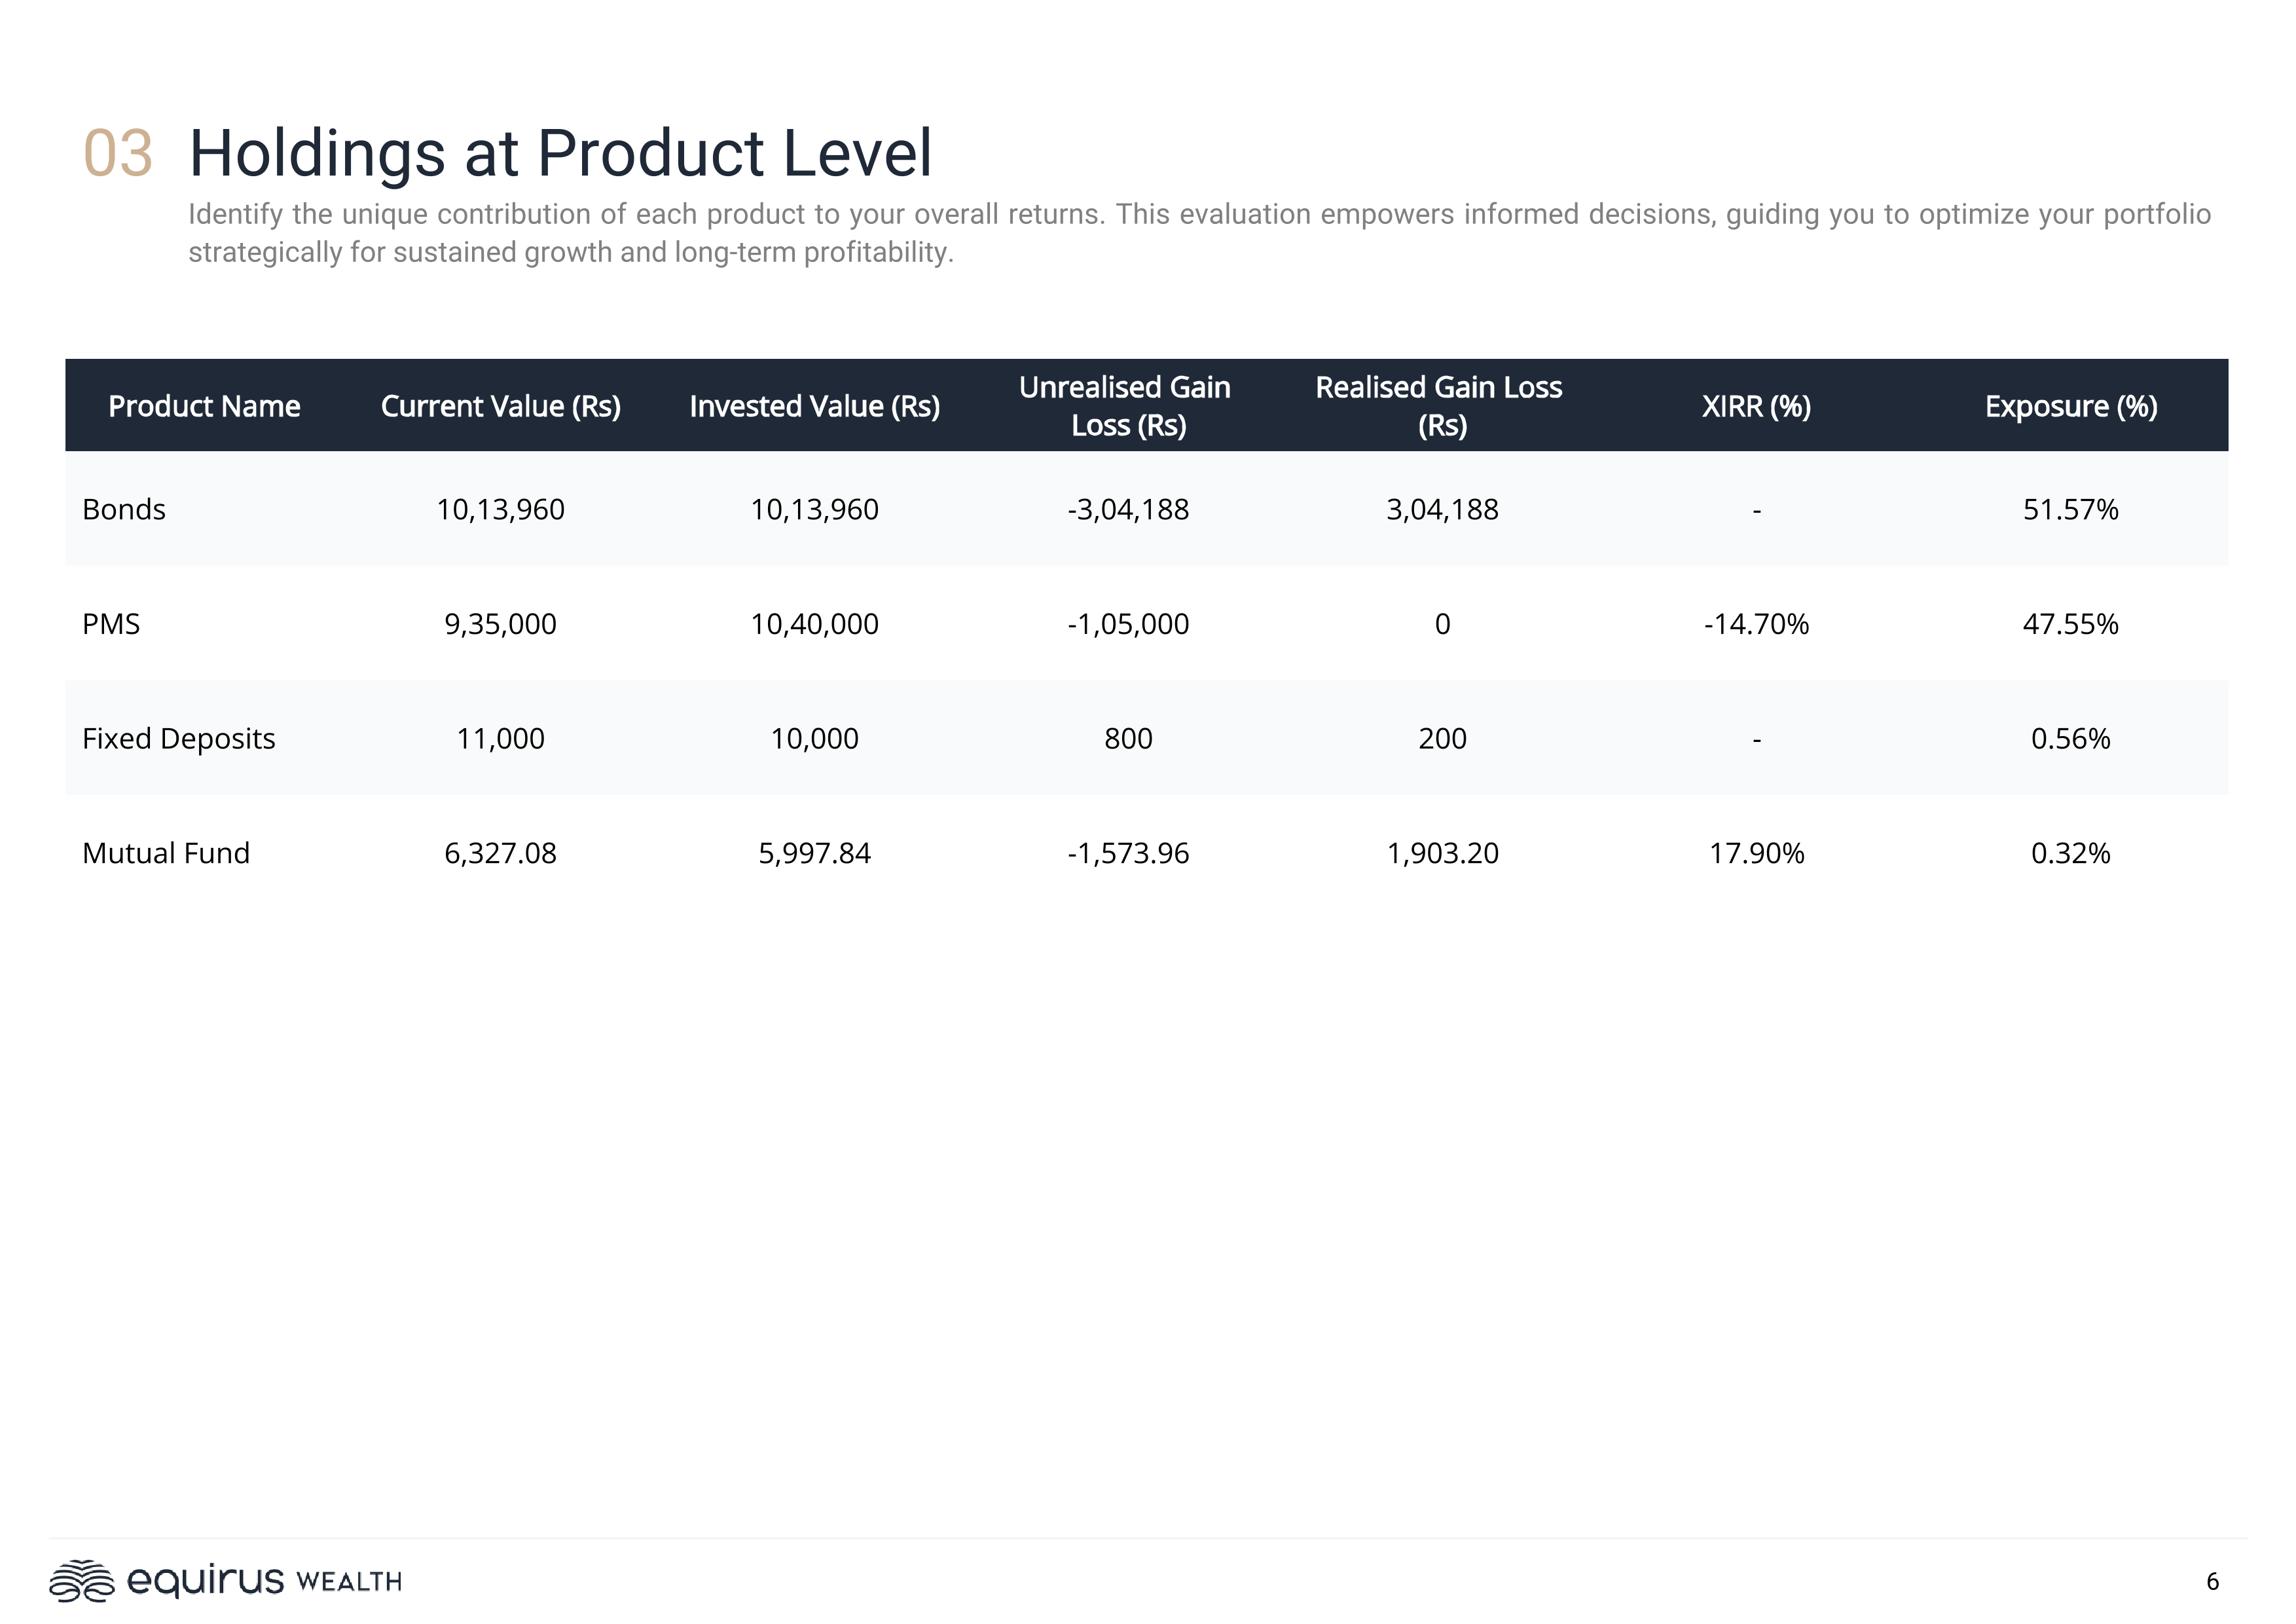 03 Holdings at Product Level
Identify the unique contribution of each product to your overall returns. This evaluation empowers informed decisions, guiding you to optimize your portfolio
strategically for sustained growth and long-term profitability.
Product Name Current Value (Rs) Invested Value (Rs) Unrealised Gain Loss (Rs) Realised Gain Loss (Rs) XIRR (%) Exposure (%)
Bonds 10,13,960 10,13,960 -3,04,188 3,04,188 - 51.57%
PMS 9,35,000 10,40,000 -1,05,000 0 -14.70% 47.55%
Fixed Deposits 11,000 10,000 800 200 - 0.56%
Mutual Fund 6,327.08 5,997.84 -1,573.96 1,903.20 17.90% 0.32%
equirus WEALTH 6